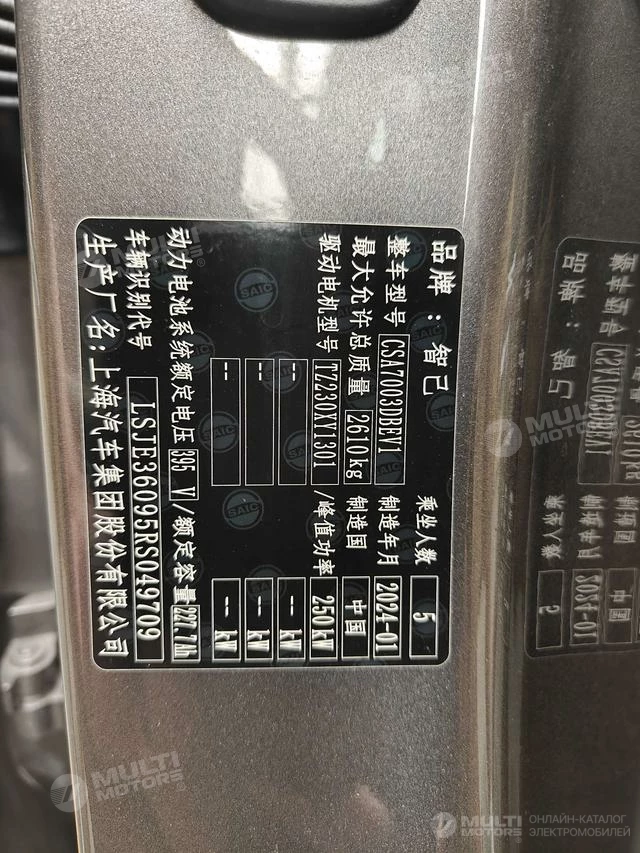 品牌：智己
乘坐人数 5
整车型号 CSA7003DBEV1
制造年月 2024-01
最大允许总质量 2610kg
制造国 中国
驱动电机型号 TZ230XY1301 /峰值功率 250kW
-- -- kW
-- -- kW
-- -- kW
动力电池系统额定电压 395 V/额定容量 227.7Ah
车辆识别代号 LSJE36095RS049709
生产厂名：上海汽车集团股份有限公司
SAIC
MULTI MOTORS
ОНЛАЙН-КАТАЛОГ
ЭЛЕКТРОМОБИЛЕЙ